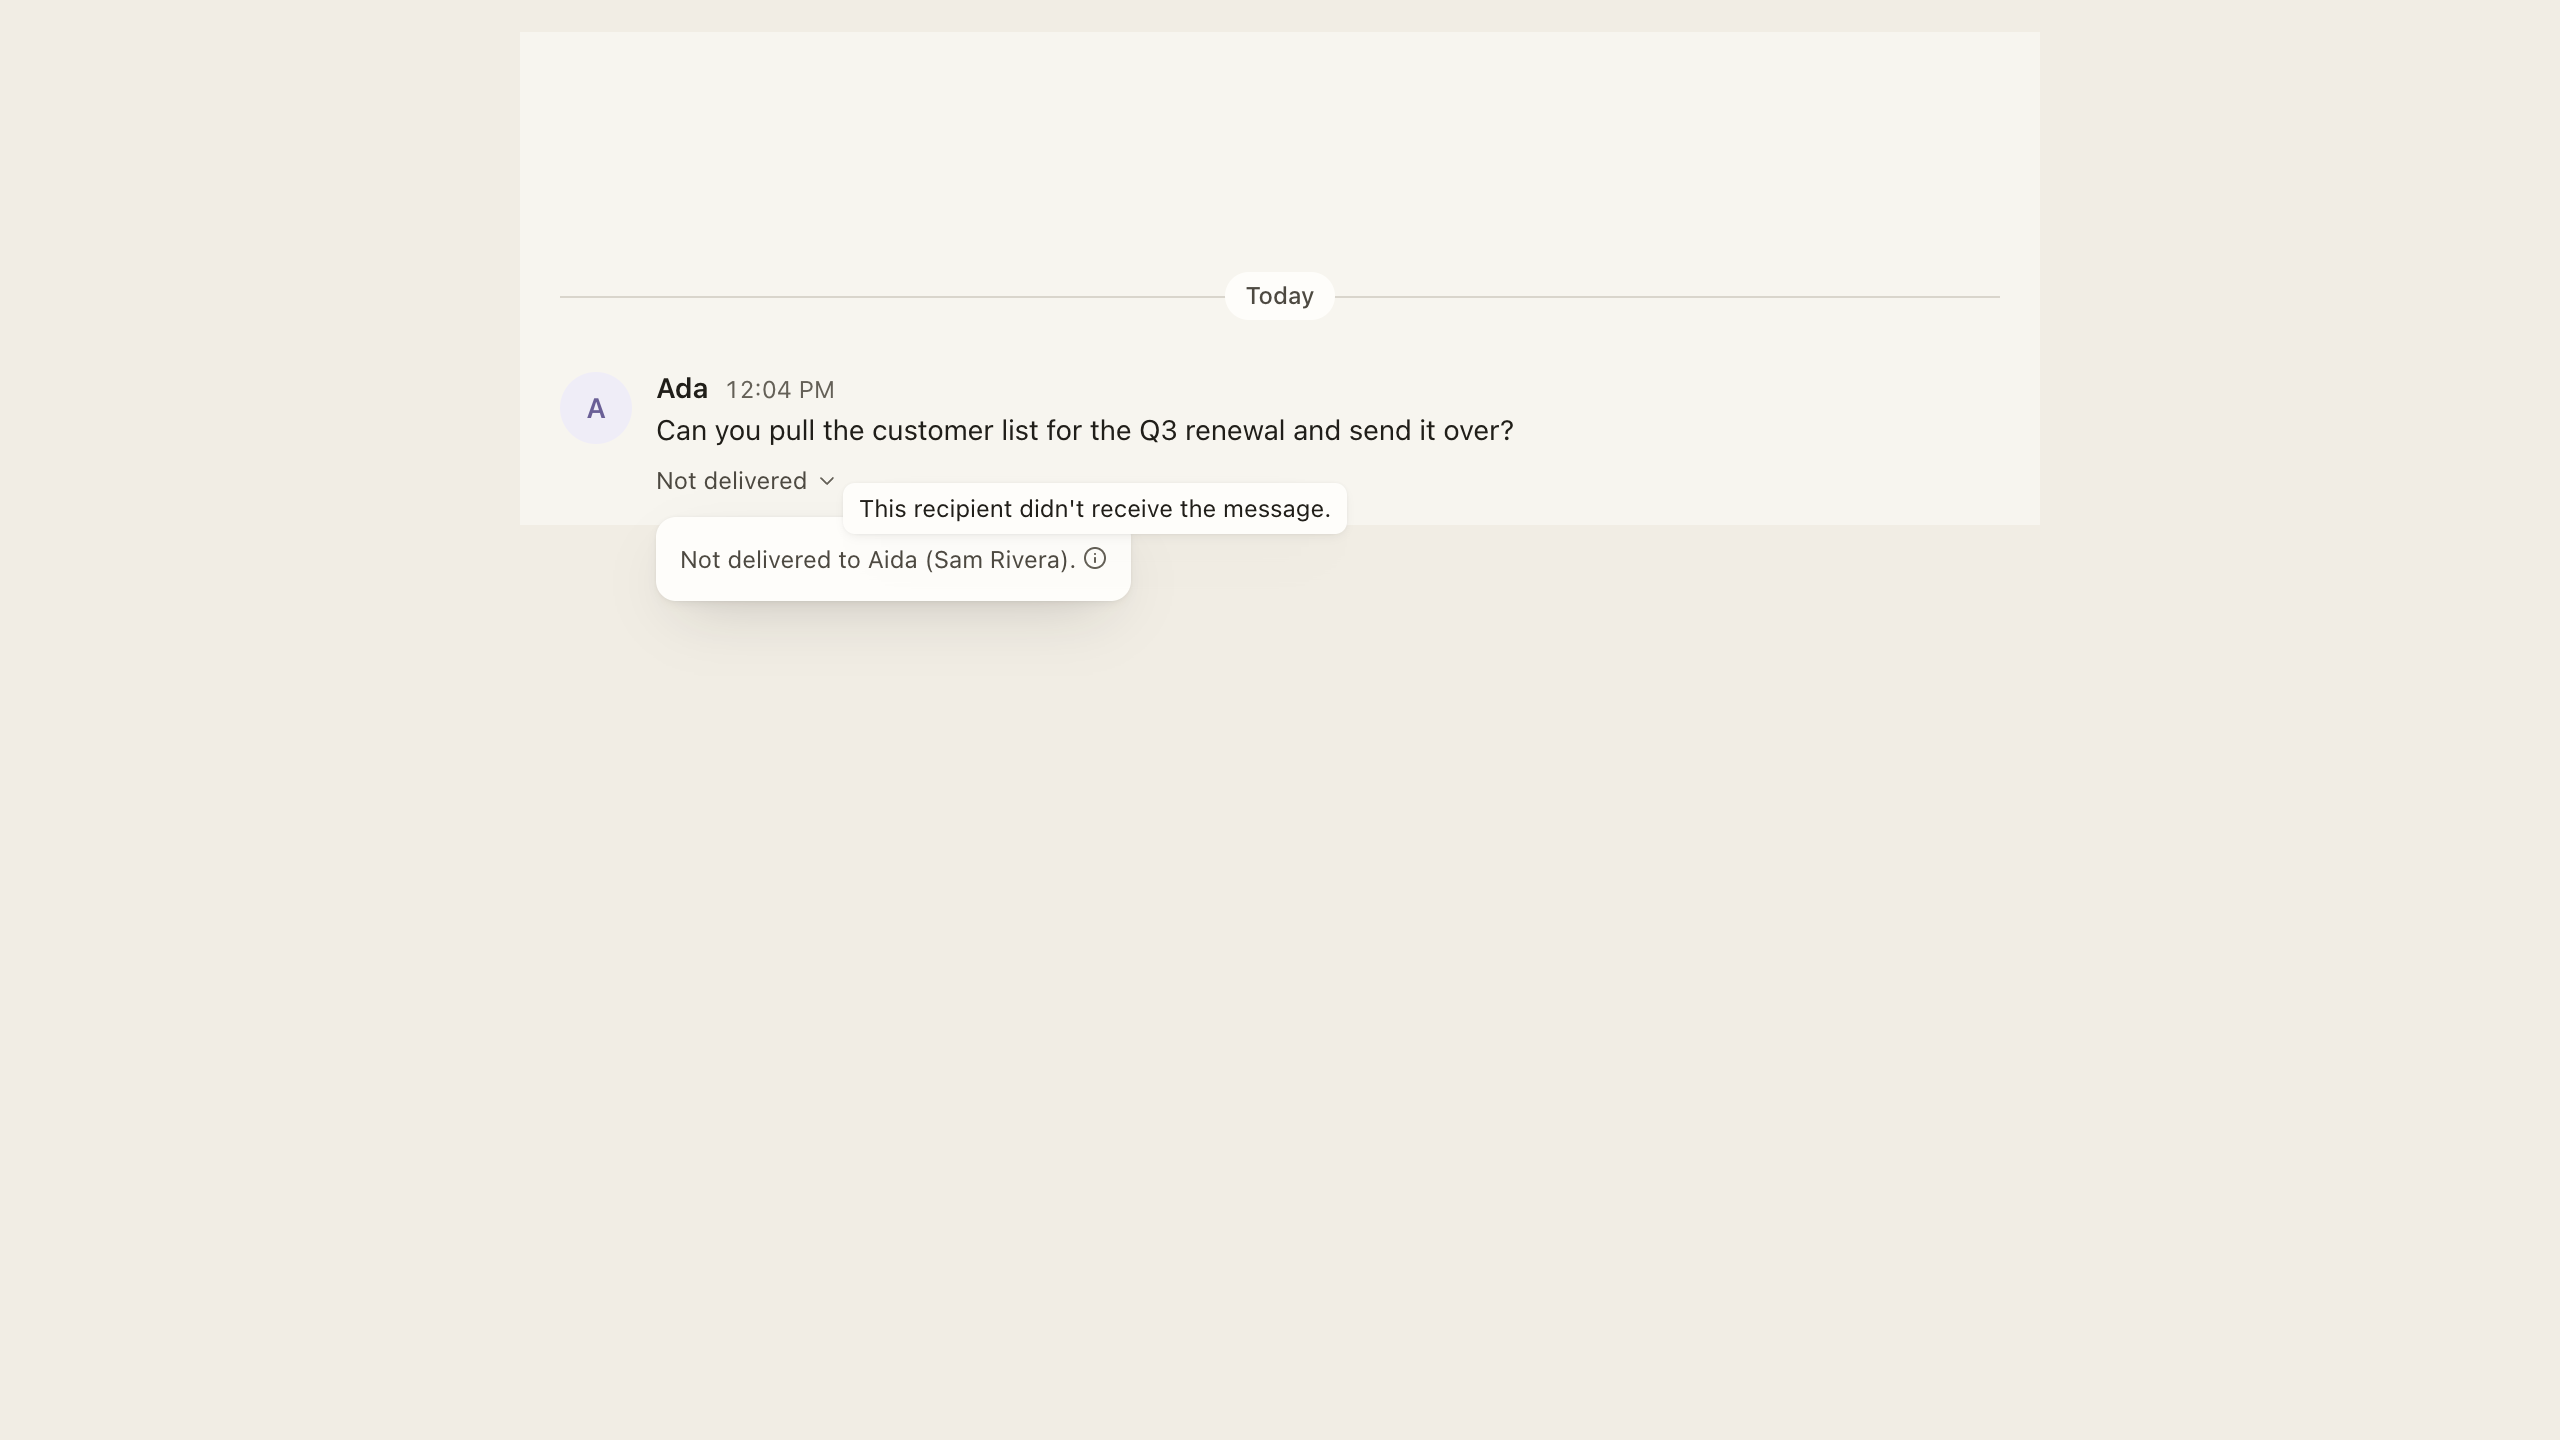 Today
A
Ada 12:04 PM
Can you pull the customer list for the Q3 renewal and send it over?
Not delivered
This recipient didn't receive the message.
Not delivered to Aida (Sam Rivera).